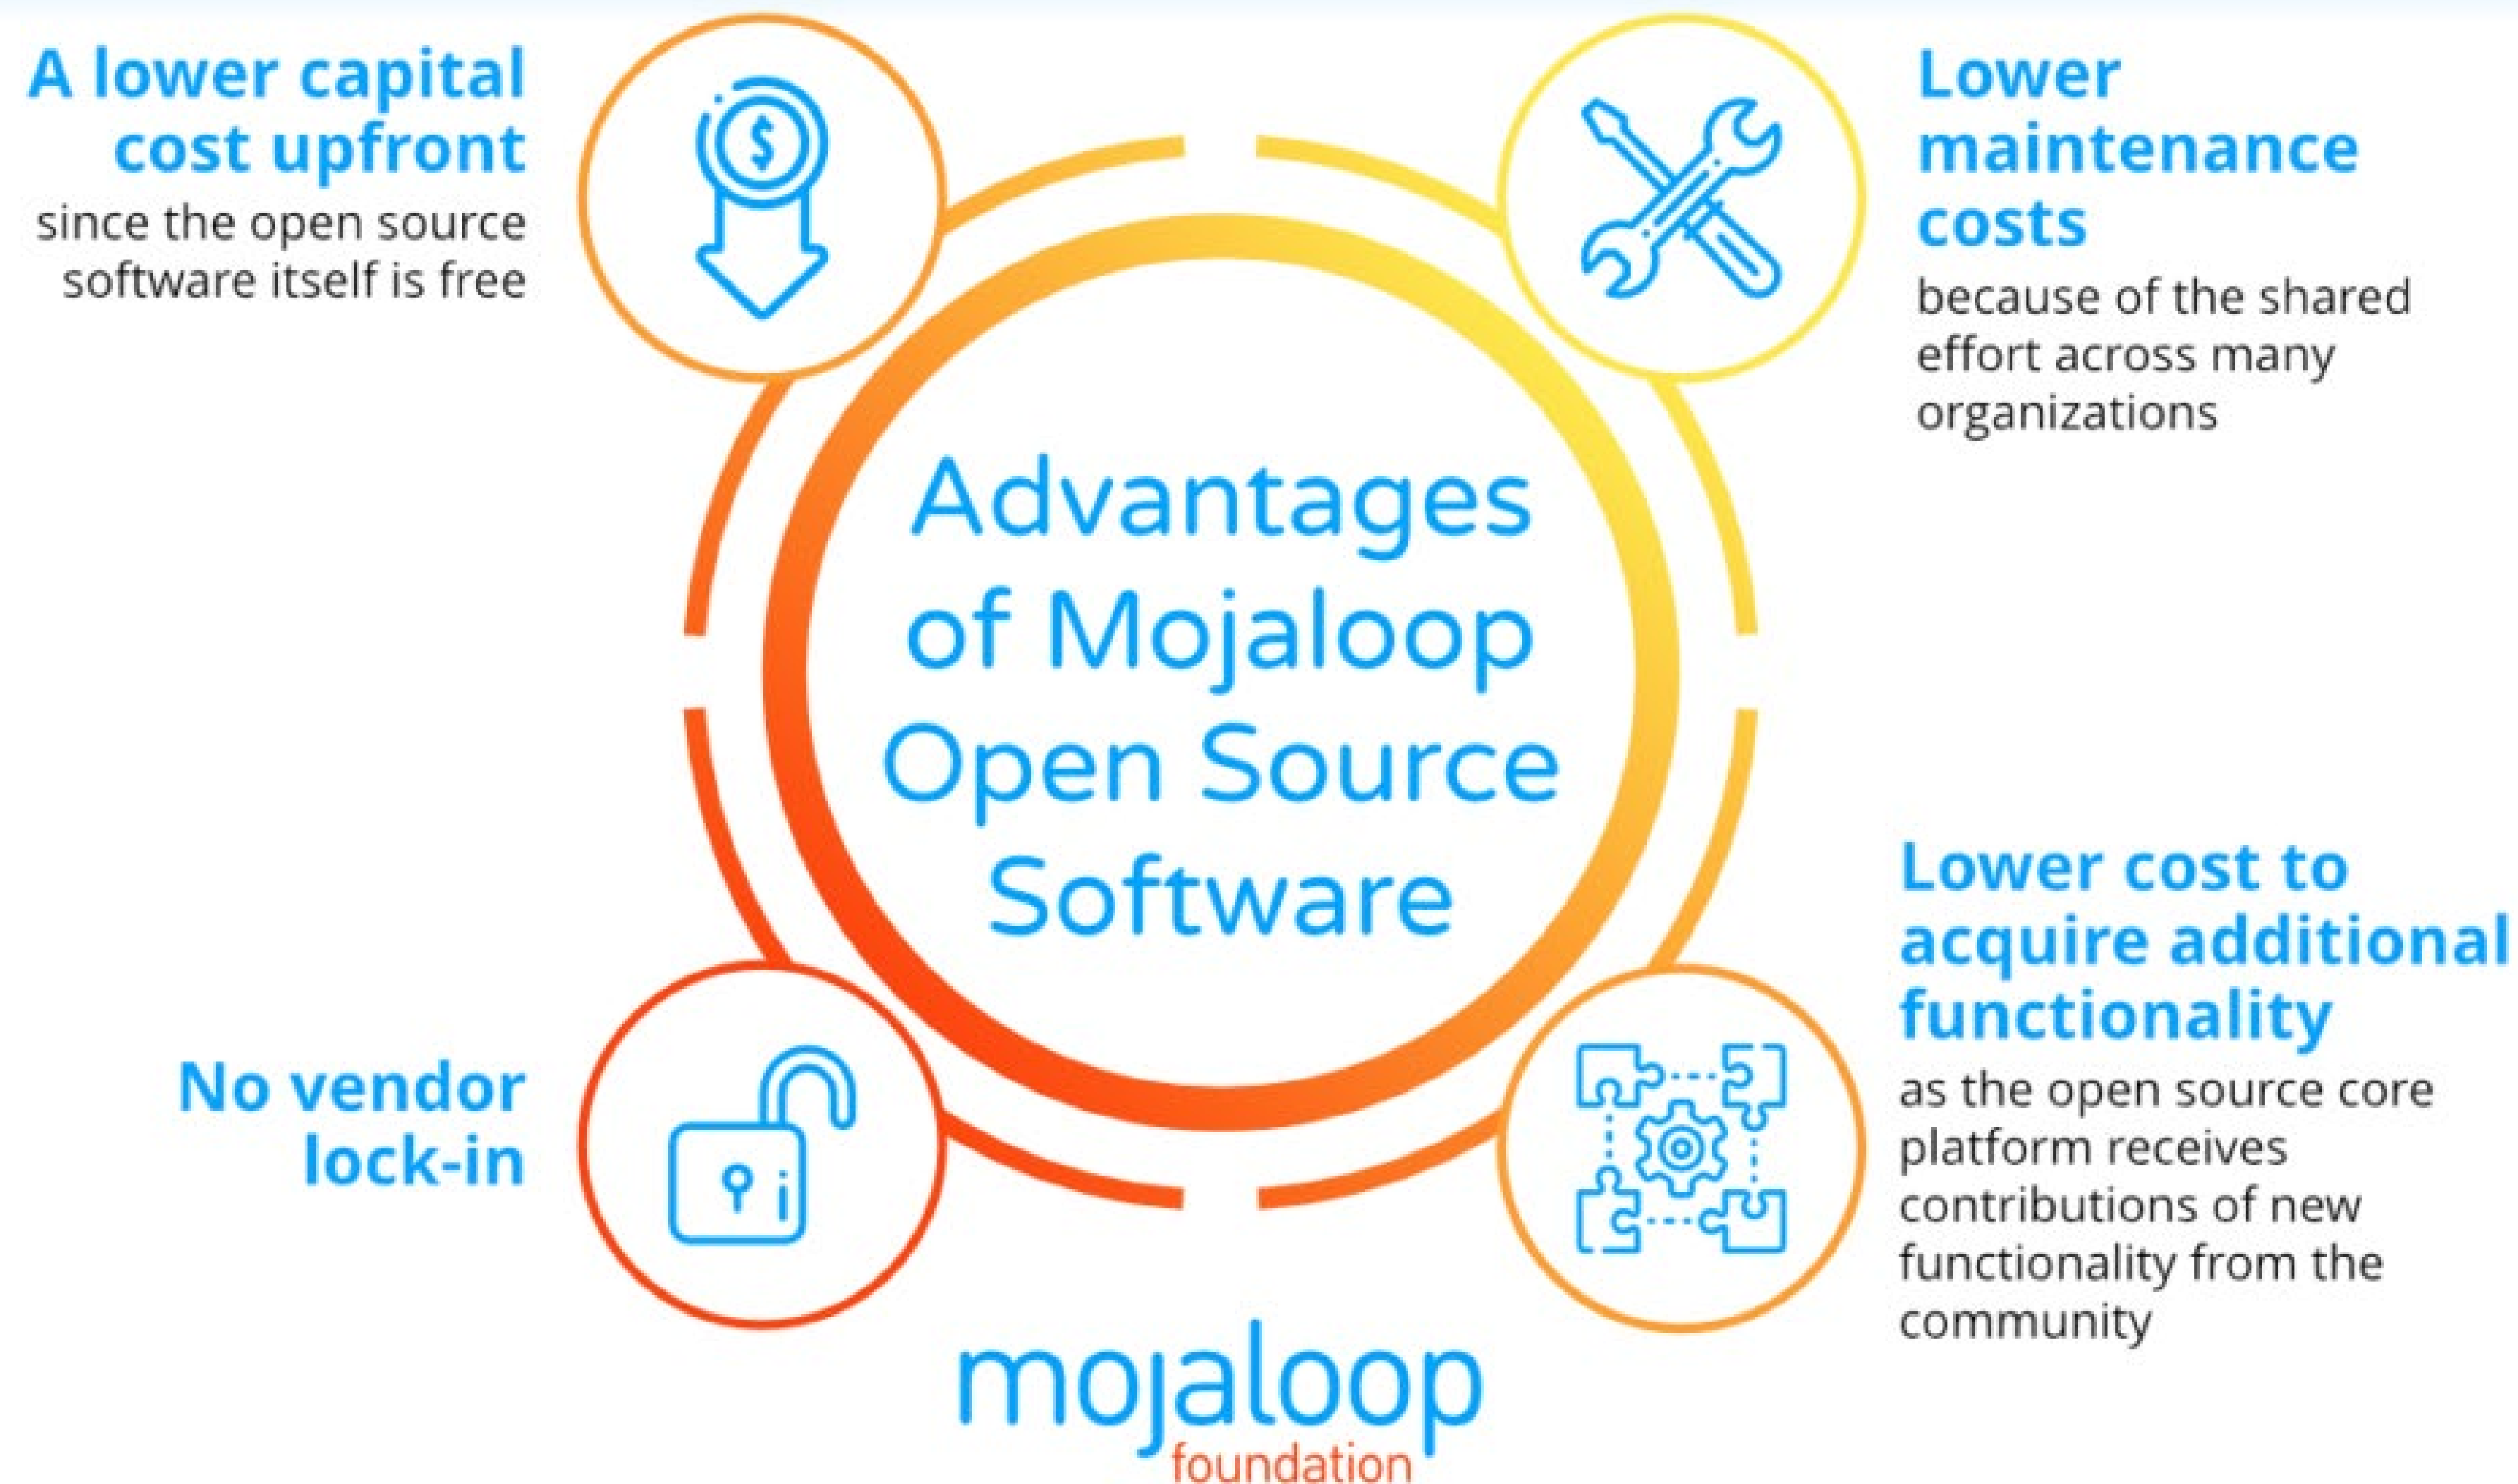 A lower capital
cost upfront
since the open source
software itself is free
Lower
maintenance
costs
because of the shared
effort across many
organizations
Advantages
of Mojaloop
Open Source
Software
No vendor
lock-in
Lower cost to
acquire additional
functionality
as the open source core
platform receives
contributions of new
functionality from the
community
mojaloop
foundation